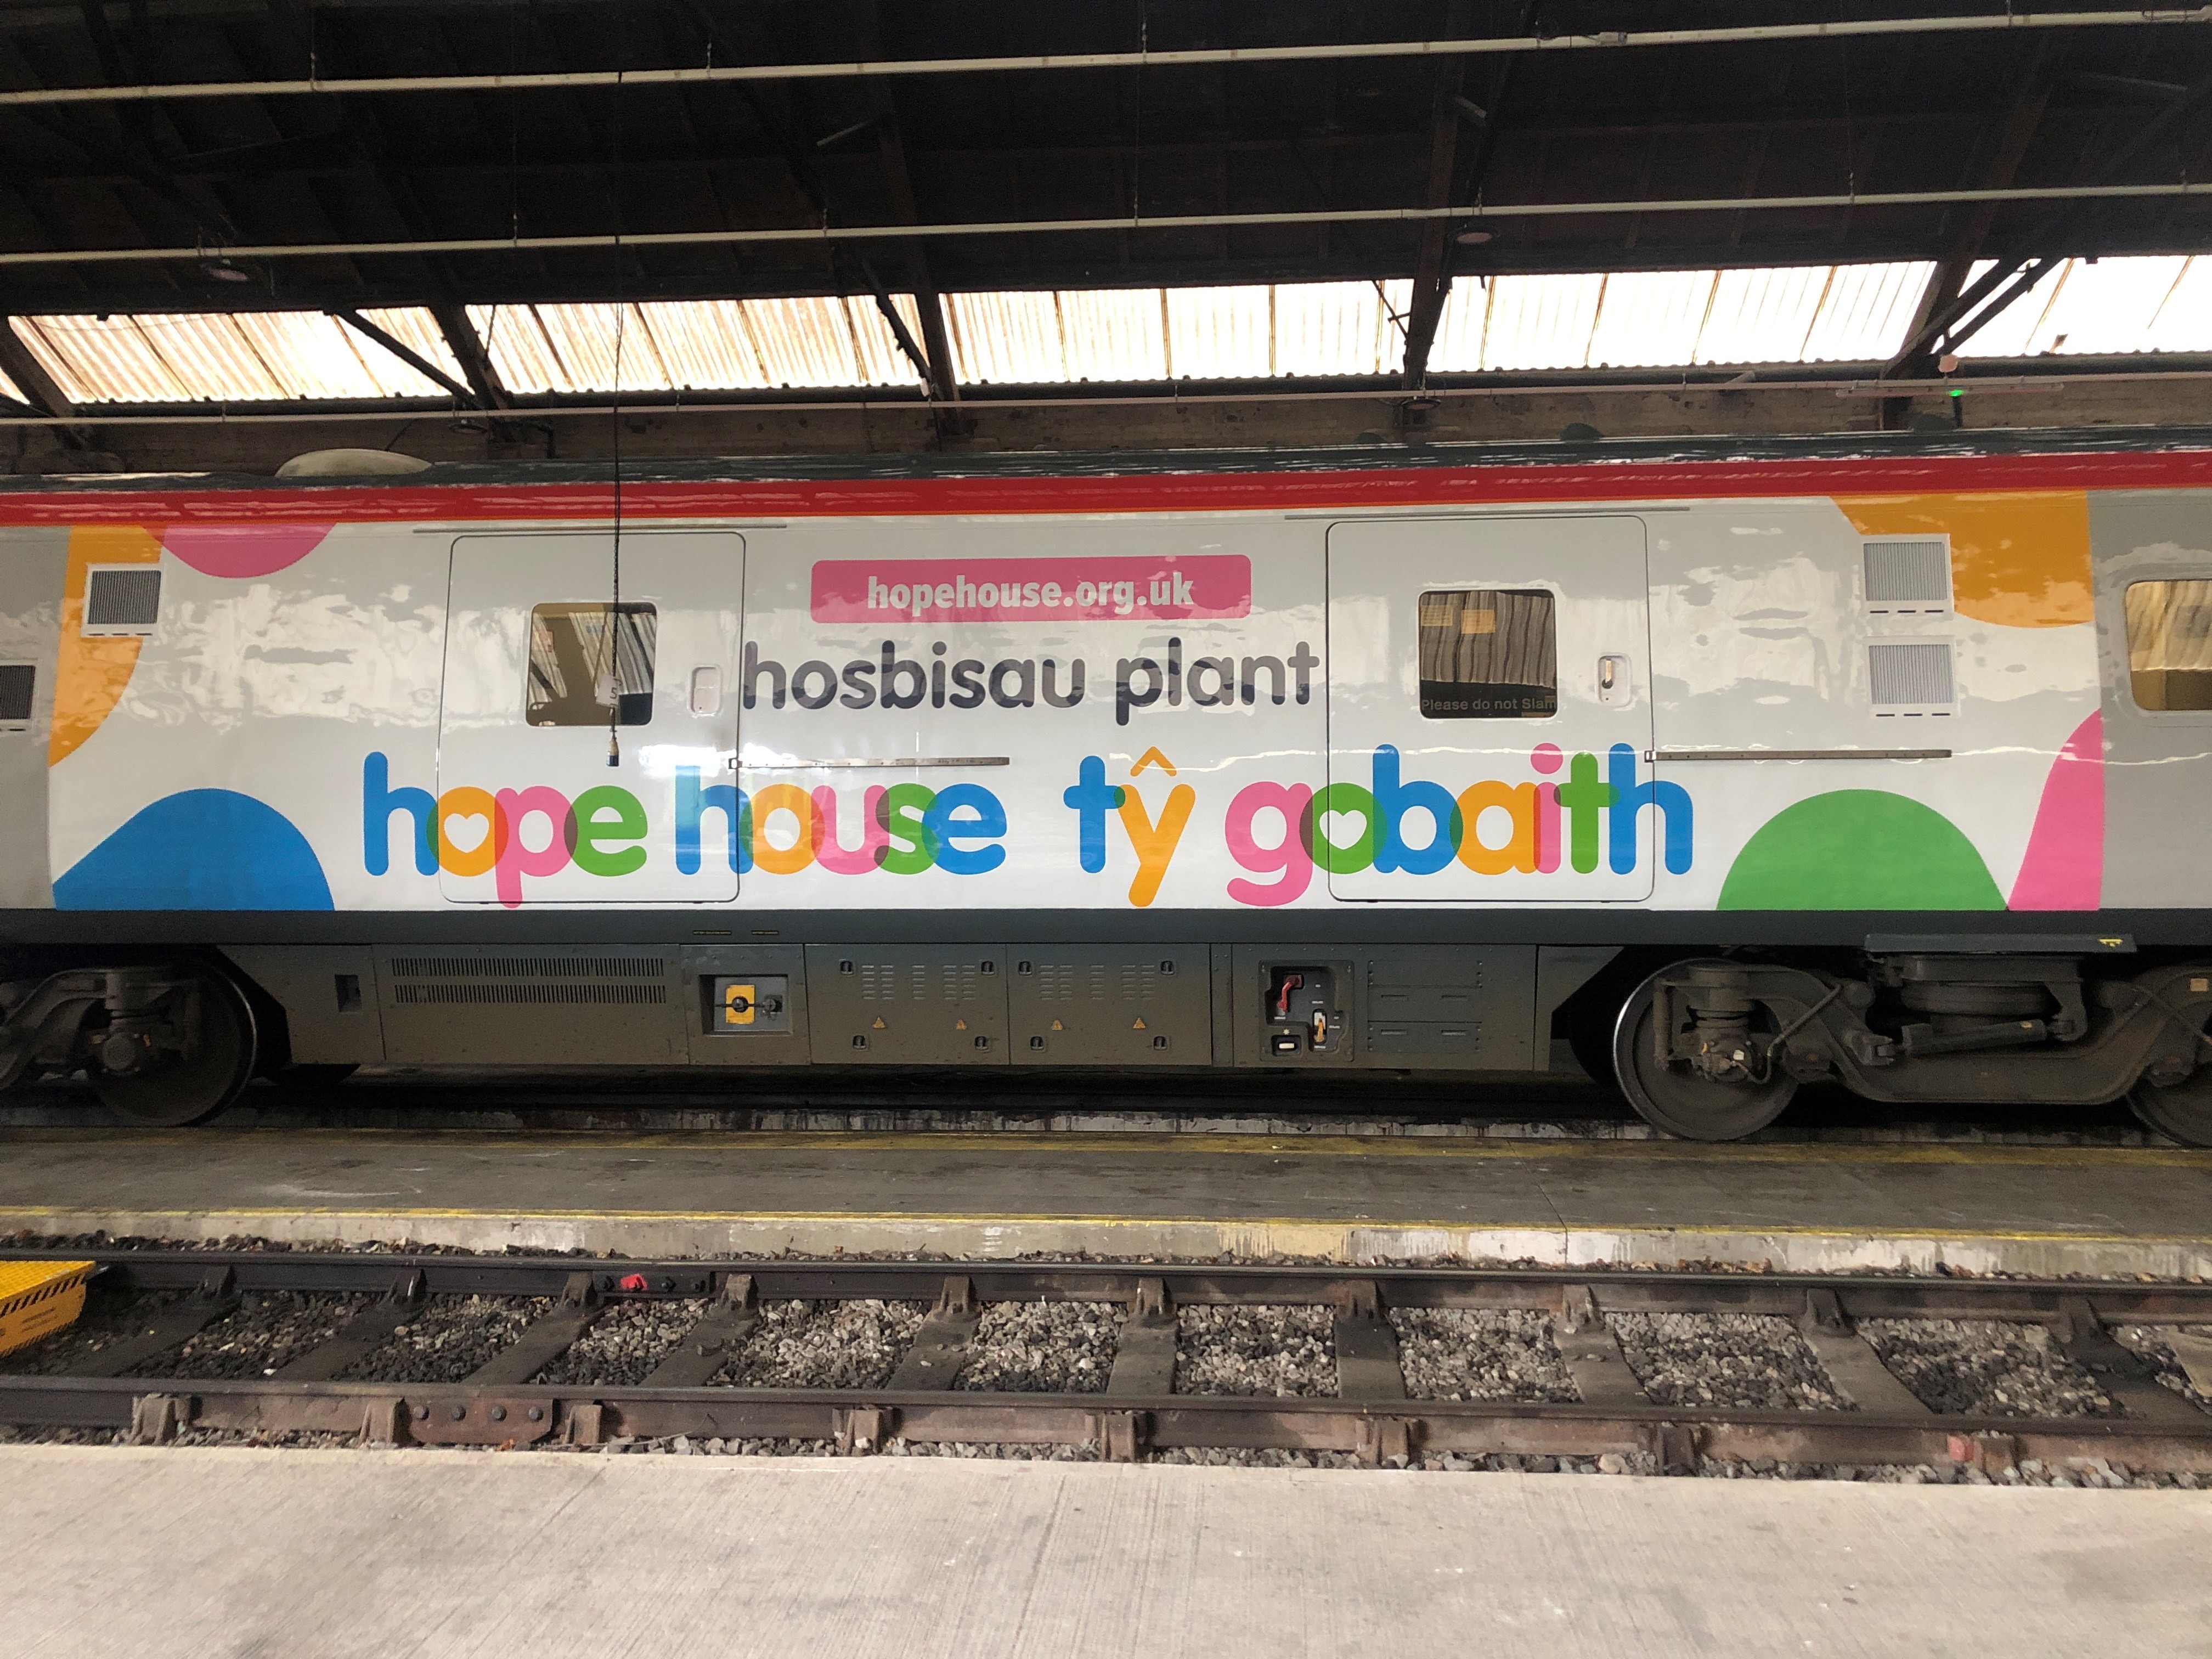 hopehouse.org.uk
hosbisau plant
hope house tŷ gobaith
Please do not Slam